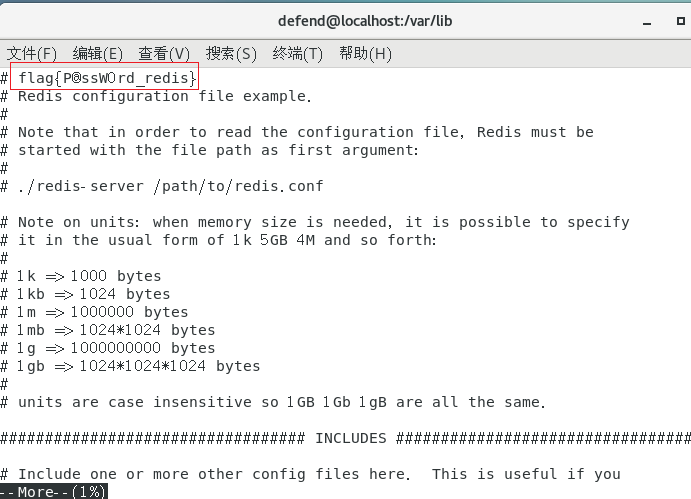 defend@localhost:/var/lib
文件(F) 编辑(E) 查看(V) 搜索(S) 终端(T) 帮助(H)
# flag{P@ssW0rd_redis}
# Redis configuration file example.
#
# Note that in order to read the configuration file, Redis must be
# started with the file path as first argument:
#
# ./redis-server /path/to/redis.conf

# Note on units: when memory size is needed, it is possible to specify
# it in the usual form of 1k 5GB 4M and so forth:
#
# 1k => 1000 bytes
# 1kb => 1024 bytes
# 1m => 1000000 bytes
# 1mb => 1024*1024 bytes
# 1g => 1000000000 bytes
# 1gb => 1024*1024*1024 bytes
#
# units are case insensitive so 1GB 1Gb 1gB are all the same.

################################## INCLUDES #################################
# Include one or more other config files here.  This is useful if you
--More--(1%)